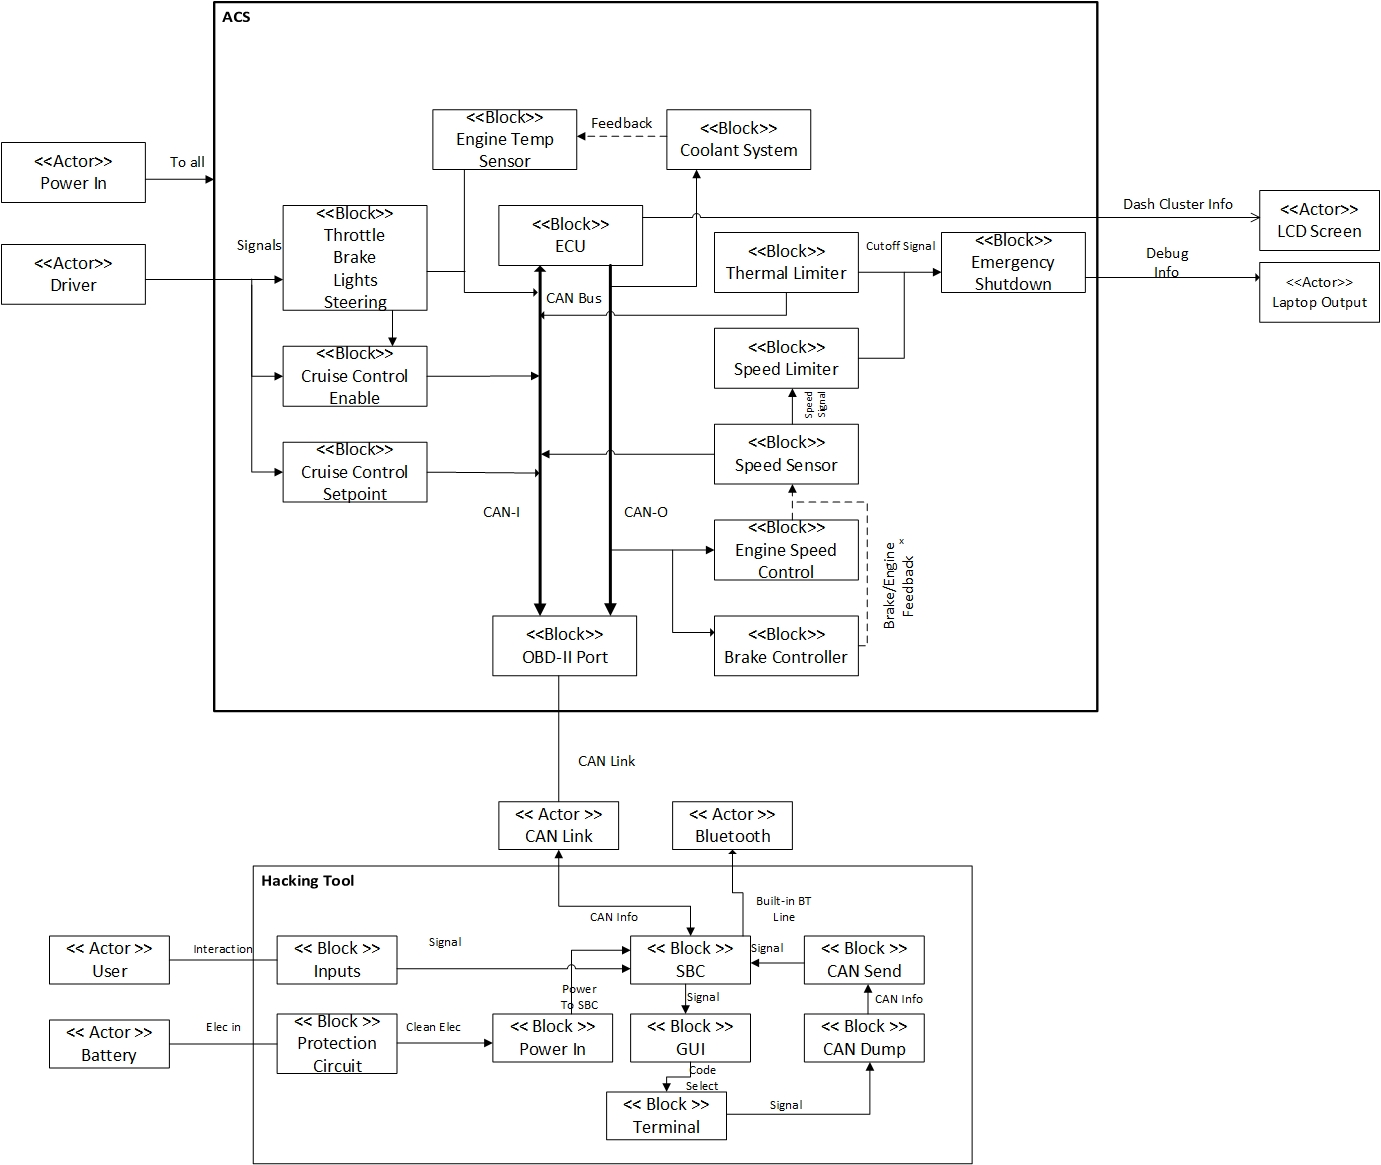 ACS
<<Block>>
Engine Temp
Sensor
Feedback
<<Block>>
Coolant System
<<Actor>>
Power In
To all
<<Actor>>
Driver
Signals
<<Block>>
Throttle
Brake
Lights
Steering
<<Block>>
ECU
Dash Cluster Info
<<Actor>>
LCD Screen
<<Block>>
Thermal Limiter
Cutoff Signal
<<Block>>
Emergency
Shutdown
Debug
Info
<<Actor>>
Laptop Output
CAN Bus
<<Block>>
Cruise Control
Enable
<<Block>>
Speed Limiter
Speed
Signal
<<Block>>
Cruise Control
Setpoint
<<Block>>
Speed Sensor
CAN-I
CAN-O
<<Block>>
Engine Speed
Control
Brake/Engine
Feedback
x
<<Block>>
OBD-II Port
<<Block>>
Brake Controller
CAN Link
<< Actor >>
CAN Link
<< Actor >>
Bluetooth
Hacking Tool
CAN Info
Built-in BT
Line
<< Actor >>
User
Interaction
<< Block >>
Inputs
Signal
<< Block >>
SBC
Signal
<< Block >>
CAN Send
Power
To SBC
Signal
CAN Info
<< Actor >>
Battery
Elec in
<< Block >>
Protection
Circuit
Clean Elec
<< Block >>
Power In
<< Block >>
GUI
<< Block >>
CAN Dump
Code
Select
<< Block >>
Terminal
Signal